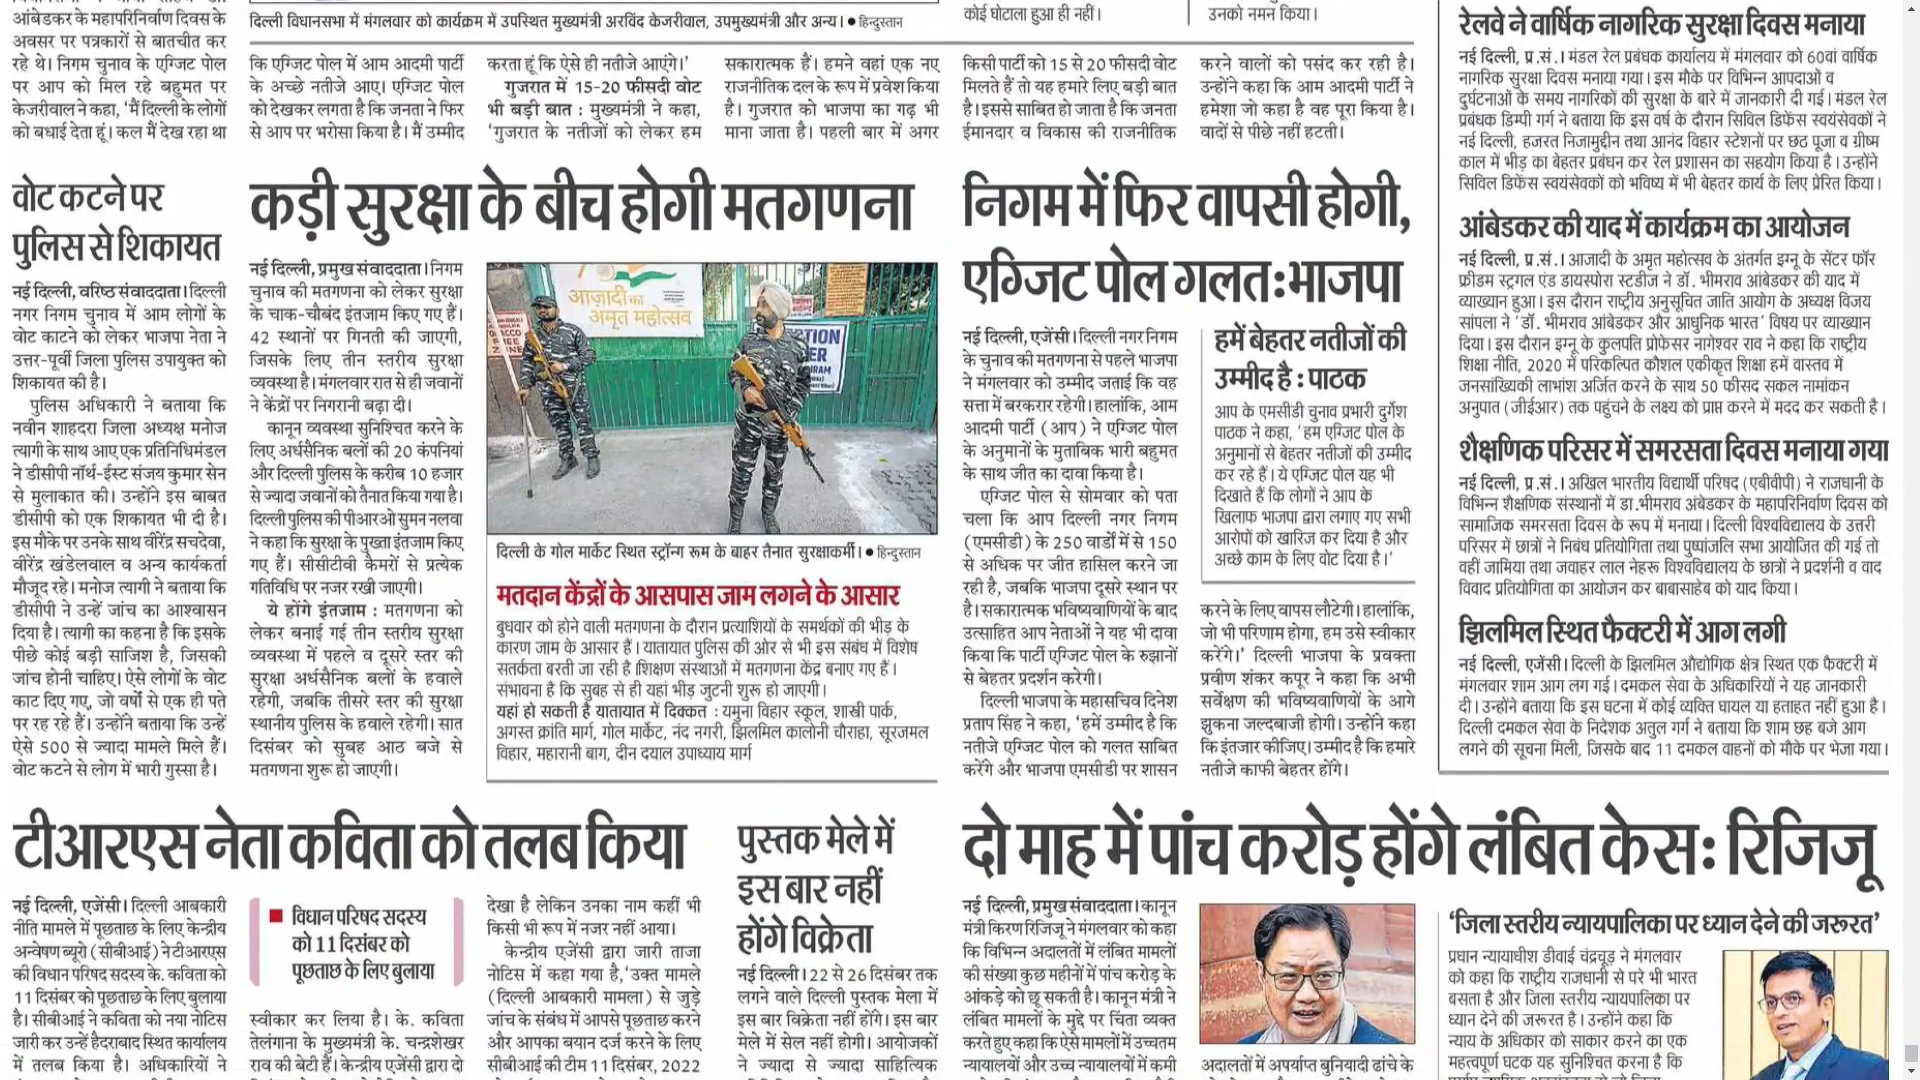 आंबेडकर के महापरिनिर्वाण दिवस के
अवसर पर पत्रकारों से बातचीत कर
रहे थे। निगम चुनाव के एग्जिट पोल
पर आप को मिल रहे बहुमत पर
केजरीवाल ने कहा, 'मैं दिल्ली के लोगों
को बधाई देता हूं। कल मैं देख रहा था
दिल्ली विधानसभा में मंगलवार को कार्यक्रम में उपस्थित मुख्यमंत्री अरविंद केजरीवाल, उपमुख्यमंत्री और अन्य। ● हिन्दुस्तान
कि एग्जिट पोल में आम आदमी पार्टी
के अच्छे नतीजे आए। एग्जिट पोल
को देखकर लगता है कि जनता ने फिर
से आप पर भरोसा किया है। मैं उम्मीद
करता हूं कि ऐसे ही नतीजे आएंगे।'
गुजरात में 15-20 फीसदी वोट
भी बड़ी बात : मुख्यमंत्री ने कहा,
'गुजरात के नतीजों को लेकर हम
सकारात्मक हैं। हमने वहां एक नए
राजनीतिक दल के रूप में प्रवेश किया
है। गुजरात को भाजपा का गढ़ भी
माना जाता है। पहली बार में अगर
कोई घोटाला हुआ ही नहीं।
उनको नमन किया।
किसी पार्टी को 15 से 20 फीसदी वोट
मिलते हैं तो यह हमारे लिए बड़ी बात
है। इससे साबित हो जाता है कि जनता
ईमानदार व विकास की राजनीतिक
करने वालों को पसंद कर रही है।
उन्होंने कहा कि आम आदमी पार्टी ने
हमेशा जो कहा है वह पूरा किया है।
वादों से पीछे नहीं हटती।
वोट कटने पर
पुलिस से शिकायत
नई दिल्ली, वरिष्ठ संवाददाता। दिल्ली
नगर निगम चुनाव में आम लोगों के
वोट काटने को लेकर भाजपा नेता ने
उत्तर-पूर्वी जिला पुलिस उपायुक्त को
शिकायत की है।
पुलिस अधिकारी ने बताया कि
नवीन शाहदरा जिला अध्यक्ष मनोज
त्यागी के साथ आए एक प्रतिनिधिमंडल
ने डीसीपी नॉर्थ-ईस्ट संजय कुमार सेन
से मुलाकात की। उन्होंने इस बाबत
डीसीपी को एक शिकायत भी दी है।
इस मौके पर उनके साथ वीरेंद्र सचदेवा,
वीरेंद्र खंडेलवाल व अन्य कार्यकर्ता
मौजूद रहे। मनोज त्यागी ने बताया कि
डीसीपी ने उन्हें जांच का आश्वासन
दिया है। त्यागी का कहना है कि इसके
पीछे कोई बड़ी साजिश है, जिसकी
जांच होनी चाहिए। ऐसे लोगों के वोट
काट दिए गए, जो वर्षों से एक ही पते
पर रह रहे हैं। उन्होंने बताया कि उन्हें
ऐसे 500 से ज्यादा मामले मिले हैं।
वोट कटने से लोग में भारी गुस्सा है।
कड़ी सुरक्षा के बीच होगी मतगणना
नई दिल्ली, प्रमुख संवाददाता। निगम
चुनाव की मतगणना को लेकर सुरक्षा
के चाक-चौबंद इंतजाम किए गए हैं।
42 स्थानों पर गिनती की जाएगी,
जिसके लिए तीन स्तरीय सुरक्षा
व्यवस्था है। मंगलवार रात से ही जवानों
ने केंद्रों पर निगरानी बढ़ा दी।
कानून व्यवस्था सुनिश्चित करने के
लिए अर्धसैनिक बलों की 20 कंपनियां
और दिल्ली पुलिस के करीब 10 हजार
से ज्यादा जवानों को तैनात किया गया है।
दिल्ली पुलिस की पीआरओ सुमन नलवा
ने कहा कि सुरक्षा के पुख्ता इंतजाम किए
गए हैं। सीसीटीवी कैमरों से प्रत्येक
गतिविधि पर नजर रखी जाएगी।
ये होंगे इंतजाम : मतगणना को
लेकर बनाई गई तीन स्तरीय सुरक्षा
व्यवस्था में पहले व दूसरे स्तर की
सुरक्षा अर्धसैनिक बलों के हवाले
रहेगी, जबकि तीसरे स्तर की सुरक्षा
स्थानीय पुलिस के हवाले रहेगी। सात
दिसंबर को सुबह आठ बजे से
मतगणना शुरू हो जाएगी।
आज़ादी का
अमृत महोत्सव
दिल्ली के गोल मार्केट स्थित स्ट्रॉन्ग रूम के बाहर तैनात सुरक्षाकर्मी। ● हिन्दुस्तान
मतदान केंद्रों के आसपास जाम लगने के आसार
बुधवार को होने वाली मतगणना के दौरान प्रत्याशियों के समर्थकों की भीड़ के
कारण जाम के आसार हैं। यातायात पुलिस की ओर से भी इस संबंध में विशेष
सतर्कता बरती जा रही है।शिक्षण संस्थाओं में मतगणना केंद्र बनाए गए हैं।
संभावना है कि सुबह से ही यहां भीड़ जुटनी शुरू हो जाएगी।
यहां हो सकती है यातायात में दिक्कत : यमुना विहार स्कूल, शास्त्री पार्क,
अगस्त क्रांति मार्ग, गोल मार्केट, नंद नगरी, झिलमिल कालोनी चौराहा, सूरजमल
विहार, महारानी बाग, दीन दयाल उपाध्याय मार्ग
निगम में फिर वापसी होगी,
एग्जिट पोल गलत:भाजपा
नई दिल्ली, एजेंसी। दिल्ली नगर निगम
के चुनाव की मतगणना से पहले भाजपा
ने मंगलवार को उम्मीद जताई कि वह
सत्ता में बरकरार रहेगी। हालांकि, आम
आदमी पार्टी (आप) ने एग्जिट पोल
के अनुमानों के मुताबिक भारी बहुमत
के साथ जीत का दावा किया है।
एग्जिट पोल से सोमवार को पता
चला कि आप दिल्ली नगर निगम
(एमसीडी) के 250 वार्डों में से 150
से अधिक पर जीत हासिल करने जा
रही है, जबकि भाजपा दूसरे स्थान पर
है। सकारात्मक भविष्यवाणियों के बाद
उत्साहित आप नेताओं ने यह भी दावा
किया कि पार्टी एग्जिट पोल के रुझानों
से बेहतर प्रदर्शन करेगी।
दिल्ली भाजपा के महासचिव दिनेश
प्रताप सिंह ने कहा, 'हमें उम्मीद है कि
नतीजे एग्जिट पोल को गलत साबित
करेंगे और भाजपा एमसीडी पर शासन
हमें बेहतर नतीजों की
उम्मीद है : पाठक
आप के एमसीडी चुनाव प्रभारी दुर्गेश
पाठक ने कहा, 'हम एग्जिट पोल के
अनुमानों से बेहतर नतीजों की उम्मीद
कर रहे हैं। ये एग्जिट पोल यह भी
दिखाते हैं कि लोगों ने आप के
खिलाफ भाजपा द्वारा लगाए गए सभी
आरोपों को खारिज कर दिया है और
अच्छे काम के लिए वोट दिया है।'
करने के लिए वापस लौटेगी। हालांकि,
जो भी परिणाम होगा, हम उसे स्वीकार
करेंगे।' दिल्ली भाजपा के प्रवक्ता
प्रवीण शंकर कपूर ने कहा कि अभी
सर्वेक्षण की भविष्यवाणियों के आगे
झुकना जल्दबाजी होगी। उन्होंने कहा
कि इंतजार कीजिए। उम्मीद है कि हमारे
नतीजे काफी बेहतर होंगे।
रेलवे ने वार्षिक नागरिक सुरक्षा दिवस मनाया
नई दिल्ली, प्र.सं.। मंडल रेल प्रबंधक कार्यालय में मंगलवार को 60वां वार्षिक
नागरिक सुरक्षा दिवस मनाया गया। इस मौके पर विभिन्न आपदाओं व
दुर्घटनाओं के समय नागरिकों की सुरक्षा के बारे में जानकारी दी गई। मंडल रेल
प्रबंधक डिम्पी गर्ग ने बताया कि इस वर्ष के दौरान सिविल डिफेंस स्वयंसेवकों ने
नई दिल्ली, हजरत निजामुद्दीन तथा आनंद विहार स्टेशनों पर छठ पूजा व ग्रीष्म
काल में भीड़ का बेहतर प्रबंधन कर रेल प्रशासन का सहयोग किया है। उन्होंने
सिविल डिफेंस स्वयंसेवकों को भविष्य में भी बेहतर कार्य के लिए प्रेरित किया।
आंबेडकर की याद में कार्यक्रम का आयोजन
नई दिल्ली, प्र.सं.। आजादी के अमृत महोत्सव के अंतर्गत इग्नू के सेंटर फॉर
फ्रीडम स्ट्रगल एंड डायस्पोरा स्टडीज ने डॉ. भीमराव आंबेडकर की याद में
व्याख्यान हुआ। इस दौरान राष्ट्रीय अनुसूचित जाति आयोग के अध्यक्ष विजय
सांपला ने 'डॉ. भीमराव आंबेडकर और आधुनिक भारत' विषय पर व्याख्यान
दिया। इस दौरान इग्नू के कुलपति प्रोफेसर नागेश्वर राव ने कहा कि राष्ट्रीय
शिक्षा नीति, 2020 में परिकल्पित कौशल एकीकृत शिक्षा हमें वास्तव में
जनसांख्यिकी लाभांश अर्जित करने के साथ 50 फीसद सकल नामांकन
अनुपात (जीईआर) तक पहुंचने के लक्ष्य को प्राप्त करने में मदद कर सकती है।
शैक्षणिक परिसर में समरसता दिवस मनाया गया
नई दिल्ली, प्र.सं.। अखिल भारतीय विद्यार्थी परिषद (एबीवीपी) ने राजधानी के
विभिन्न शैक्षणिक संस्थानों में डा.भीमराव अंबेडकर के महापरिनिर्वाण दिवस को
सामाजिक समरसता दिवस के रूप में मनाया। दिल्ली विश्वविद्यालय के उत्तरी
परिसर में छात्रों ने निबंध प्रतियोगिता तथा पुष्पांजलि सभा आयोजित की गई तो
वहीं जामिया तथा जवाहर लाल नेहरू विश्वविद्यालय के छात्रों ने प्रदर्शनी व वाद
विवाद प्रतियोगिता का आयोजन कर बाबासाहेब को याद किया।
झिलमिल स्थित फैक्टरी में आग लगी
नई दिल्ली, एजेंसी। दिल्ली के झिलमिल औद्योगिक क्षेत्र स्थित एक फैक्टरी में
मंगलवार शाम आग लग गई। दमकल सेवा के अधिकारियों ने यह जानकारी
दी। उन्होंने बताया कि इस घटना में कोई व्यक्ति घायल या हताहत नहीं हुआ है।
दिल्ली दमकल सेवा के निदेशक अतुल गर्ग ने बताया कि शाम छह बजे आग
लगने की सूचना मिली, जिसके बाद 11 दमकल वाहनों को मौके पर भेजा गया।
टीआरएस नेता कविता को तलब किया
नई दिल्ली, एजेंसी। दिल्ली आबकारी
नीति मामले में पूछताछ के लिए केन्द्रीय
अन्वेषण ब्यूरो (सीबीआई) ने टीआरएस
की विधान परिषद सदस्य के. कविता को
11 दिसंबर को पूछताछ के लिए बुलाया
है। सीबीआई ने कविता को नया नोटिस
जारी कर उन्हें हैदराबाद स्थित कार्यालय
में तलब किया है। अधिकारियों ने
■ विधान परिषद सदस्य
को 11 दिसंबर को
पूछताछ के लिए बुलाया
स्वीकार कर लिया है। के. कविता
तेलंगाना के मुख्यमंत्री के. चन्द्रशेखर
राव की बेटी हैं। केन्द्रीय एजेंसी द्वारा दो
देखा है लेकिन उनका नाम कहीं भी
किसी भी रूप में नजर नहीं आया।
केन्द्रीय एजेंसी द्वारा जारी ताजा
नोटिस में कहा गया है,'उक्त मामले
(दिल्ली आबकारी मामला) से जुड़े
जांच के संबंध में आपसे पूछताछ करने
और आपका बयान दर्ज करने के लिए
सीबीआई की टीम 11 दिसंबर, 2022
पुस्तक मेले में
इस बार नहीं
होंगे विक्रेता
नई दिल्ली। 22 से 26 दिसंबर तक
लगने वाले दिल्ली पुस्तक मेला में
इस बार विक्रेता नहीं होंगे। इस बार
मेले में सेल नहीं होगी। आयोजकों
ने ज्यादा से ज्यादा साहित्यिक
दो माह में पांच करोड़ होंगे लंबित केस: रिजिजू
नई दिल्ली, प्रमुख संवाददाता। कानून
मंत्री किरण रिजिजू ने मंगलवार को कहा
कि विभिन्न अदालतों में लंबित मामलों
की संख्या कुछ महीनों में पांच करोड़ के
आंकड़े को छू सकती है। कानून मंत्री ने
लंबित मामलों के मुद्दे पर चिंता व्यक्त
करते हुए कहा कि ऐसे मामलों में उच्चतम
न्यायालयों और उच्च न्यायालयों में कमी
अदालतों में अपर्याप्त बुनियादी ढांचे के
'जिला स्तरीय न्यायपालिका पर ध्यान देने की जरूरत'
प्रधान न्यायाधीश डीवाई चंद्रचूड़ ने मंगलवार
को कहा कि राष्ट्रीय राजधानी से परे भी भारत
बसता है और जिला स्तरीय न्यायपालिका पर
ध्यान देने की जरूरत है। उन्होंने कहा कि
न्याय के अधिकार को साकार करने का एक
महत्वपूर्ण घटक यह सुनिश्चित करना है कि